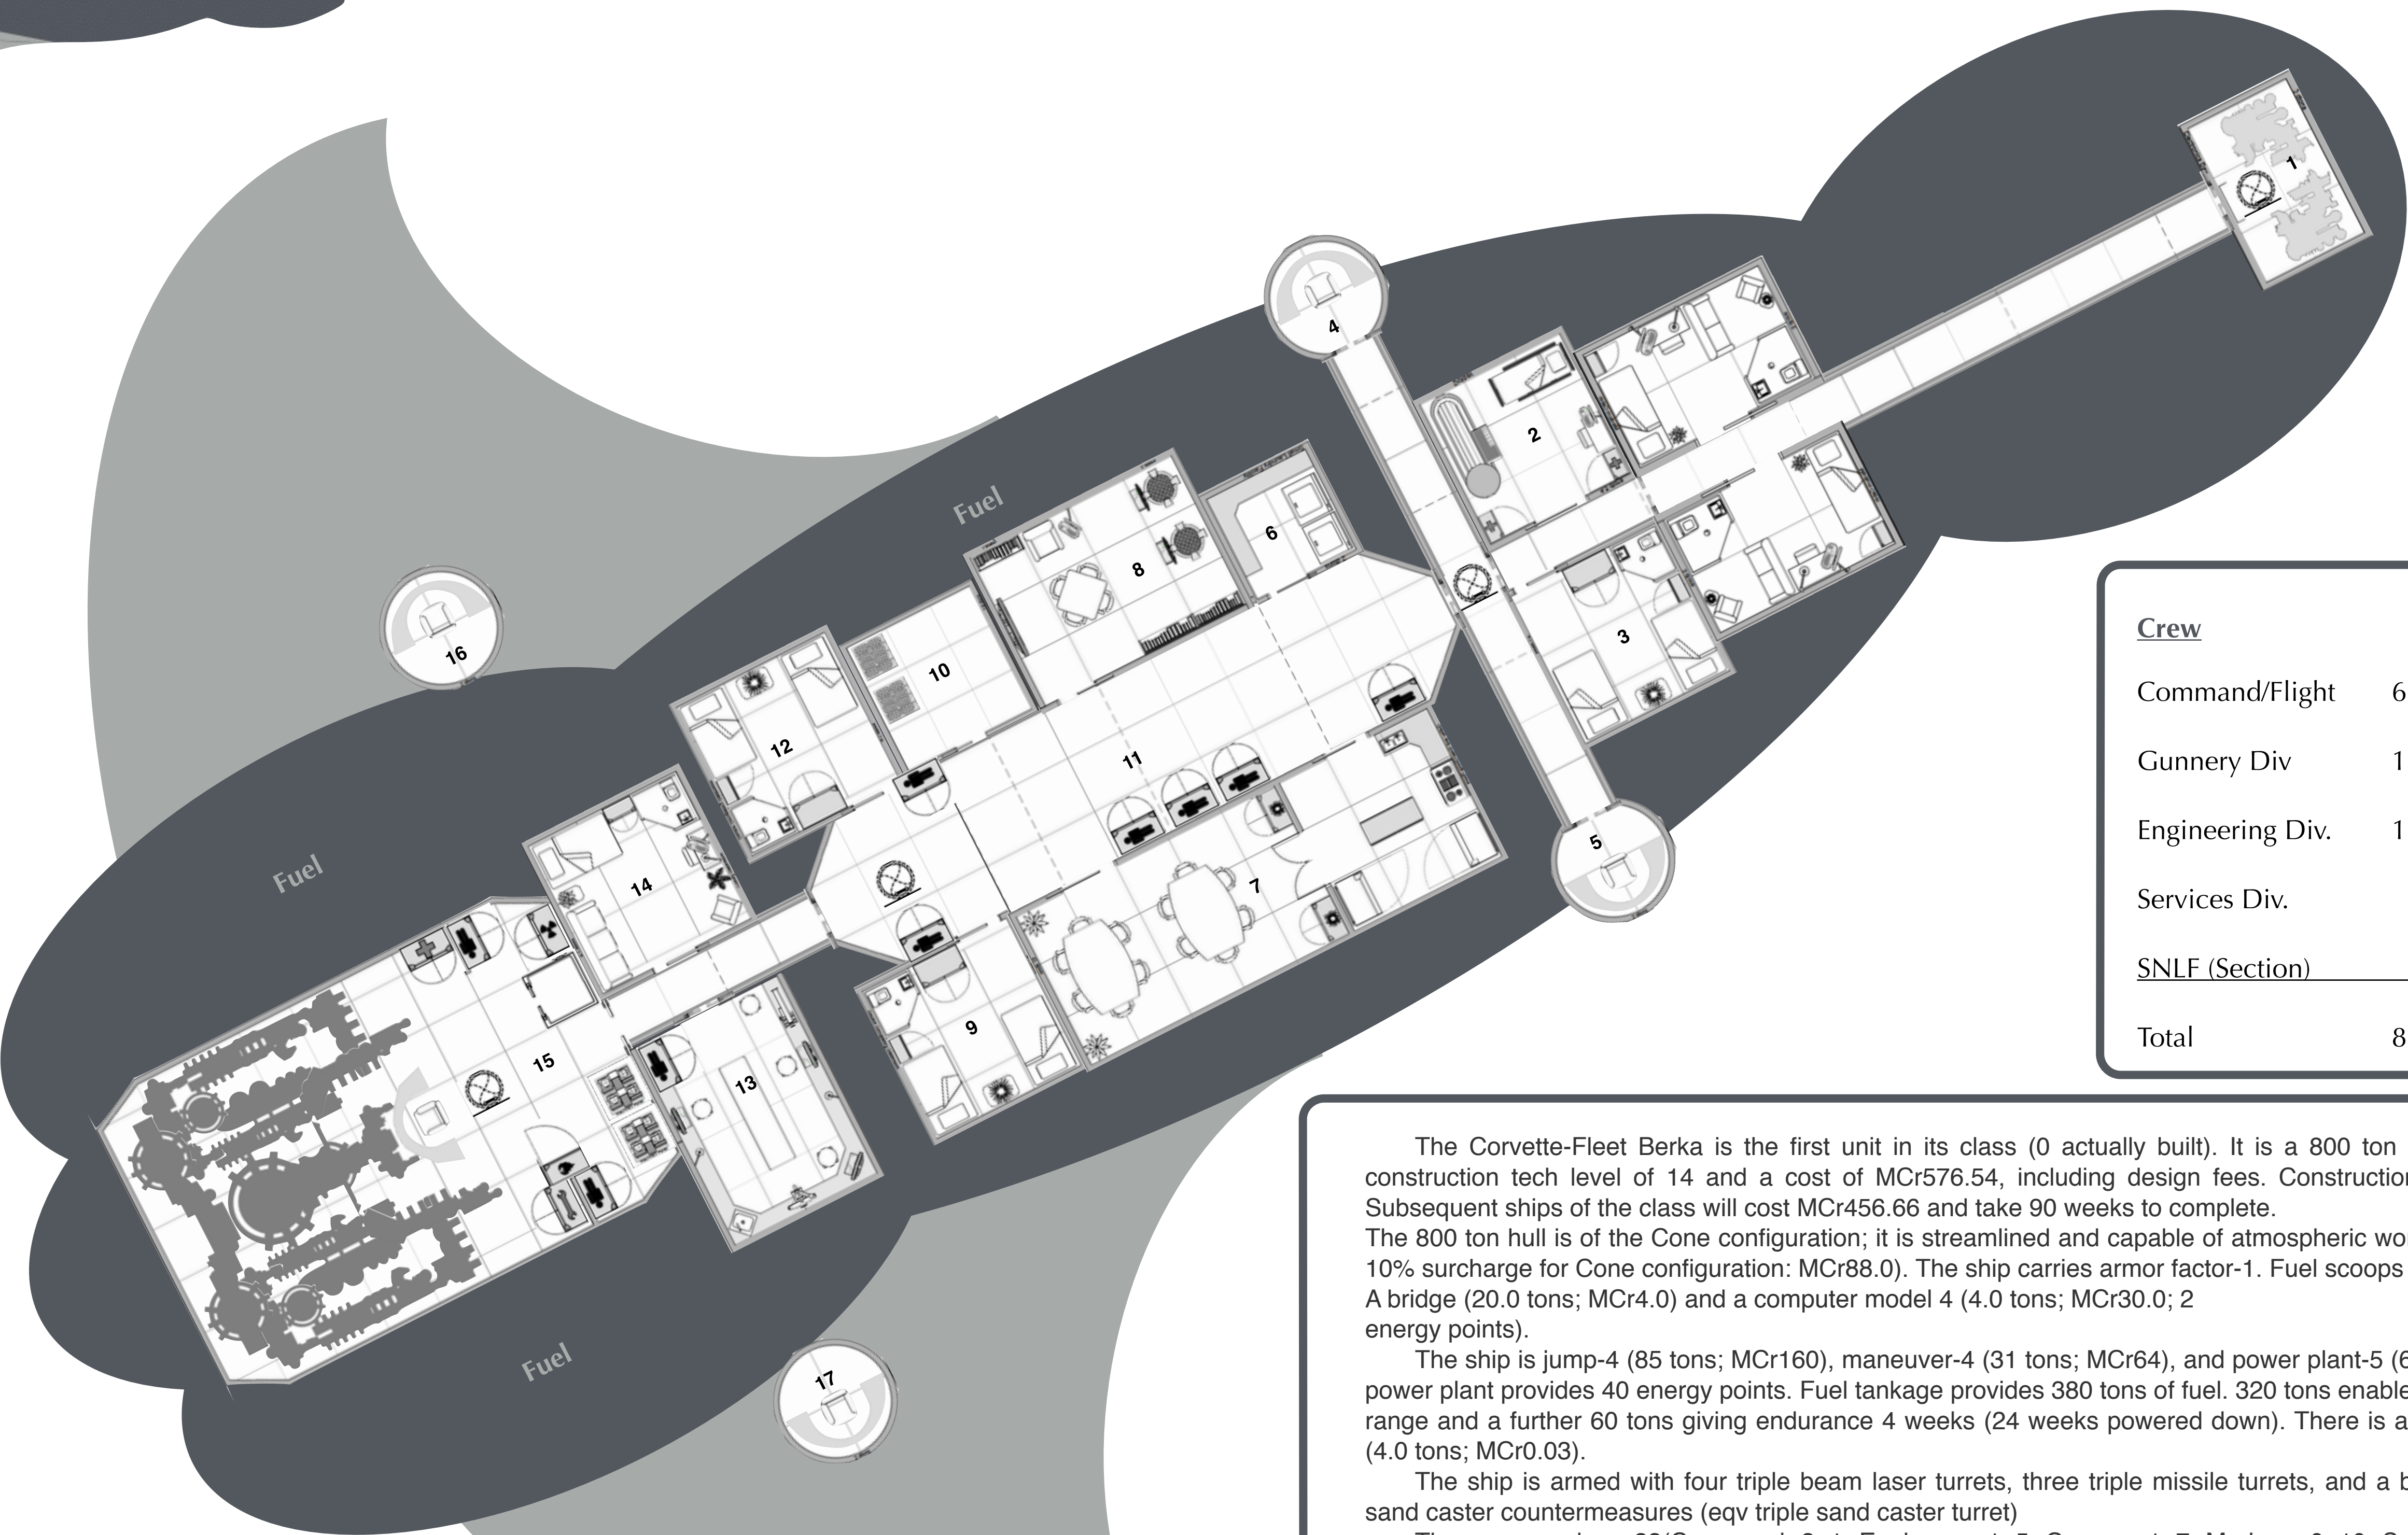 1
4
2
Fuel
6
8
3
16
10
12
11
5
14
7
Fuel
9
15
13
Fuel
17
Crew
Command/Flight 6
Gunnery Div 1
Engineering Div. 1
Services Div.
SNLF (Section)
Total 8
The Corvette-Fleet Berka is the first unit in its class (0 actually built). It is a 800 ton
construction tech level of 14 and a cost of MCr576.54, including design fees. Construction
Subsequent ships of the class will cost MCr456.66 and take 90 weeks to complete.
The 800 ton hull is of the Cone configuration; it is streamlined and capable of atmospheric wo
10% surcharge for Cone configuration: MCr88.0). The ship carries armor factor-1. Fuel scoops
A bridge (20.0 tons; MCr4.0) and a computer model 4 (4.0 tons; MCr30.0; 2
energy points).
The ship is jump-4 (85 tons; MCr160), maneuver-4 (31 tons; MCr64), and power plant-5 (6
power plant provides 40 energy points. Fuel tankage provides 380 tons of fuel. 320 tons enable
range and a further 60 tons giving endurance 4 weeks (24 weeks powered down). There is a
(4.0 tons; MCr0.03).
The ship is armed with four triple beam laser turrets, three triple missile turrets, and a b
sand caster countermeasures (eqv triple sand caster turret)